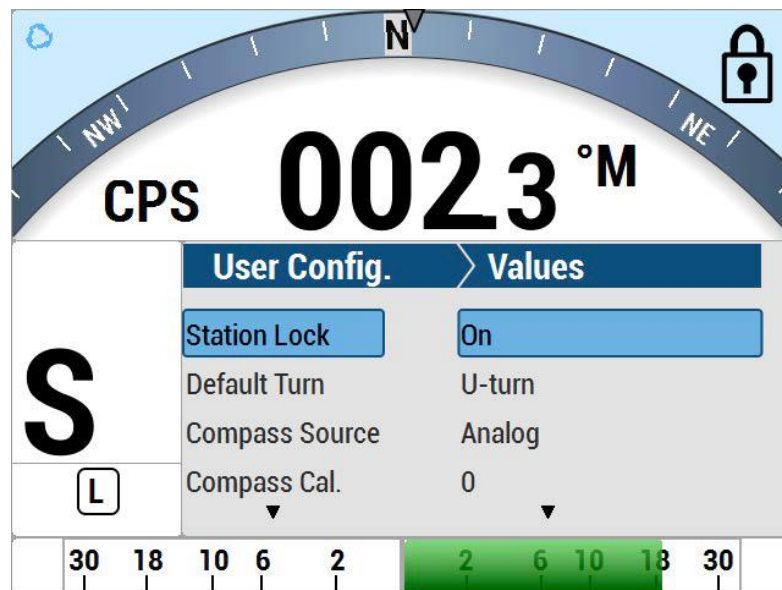 N
NW
NE
CPS 002.3 °M
User Config. Values
Station Lock On
Default Turn U-turn
Compass Source Analog
Compass Cal. 0
S
L
30 18 10 6 2 2 6 10 18 30